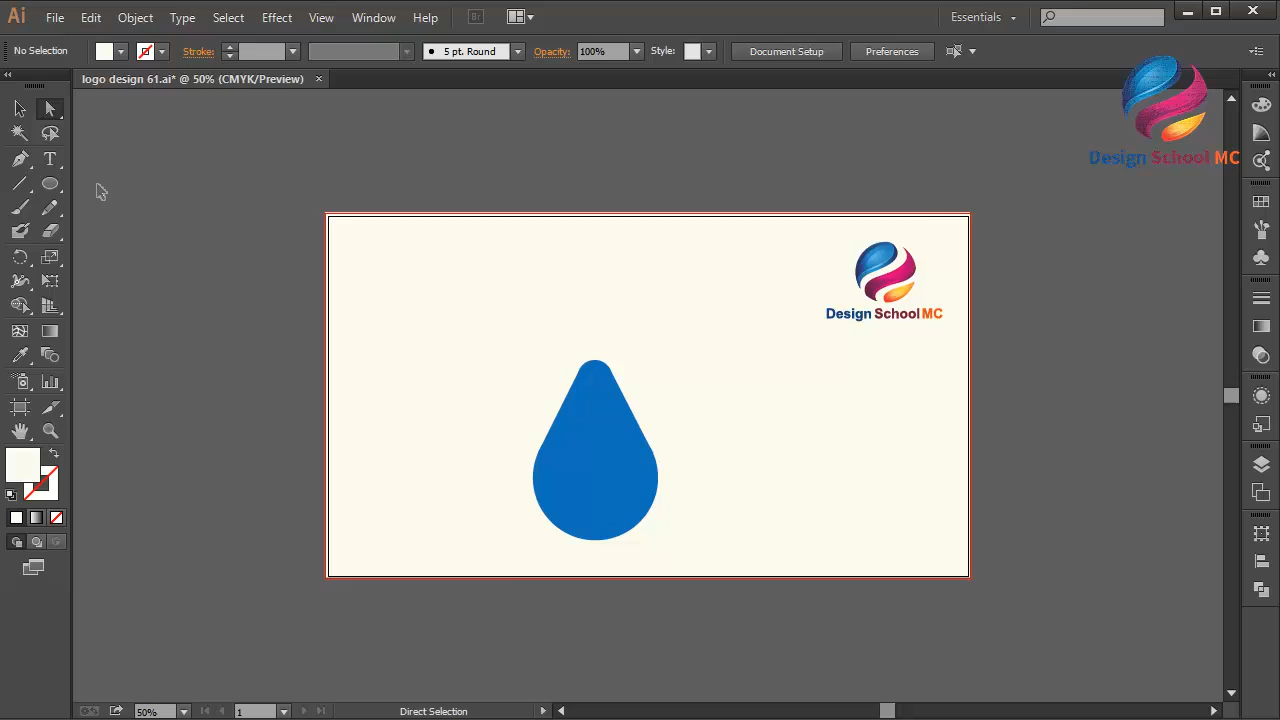 Ai File Edit Object Type Select Effect View Window Help Br Essentials
No Selection Stroke: 5 pt. Round Opacity: 100% Style: Document Setup Preferences
logo design 61.ai* @ 50% (CMYK/Preview) ×
Design School MC
Design School MC
T
50% 1 Direct Selection